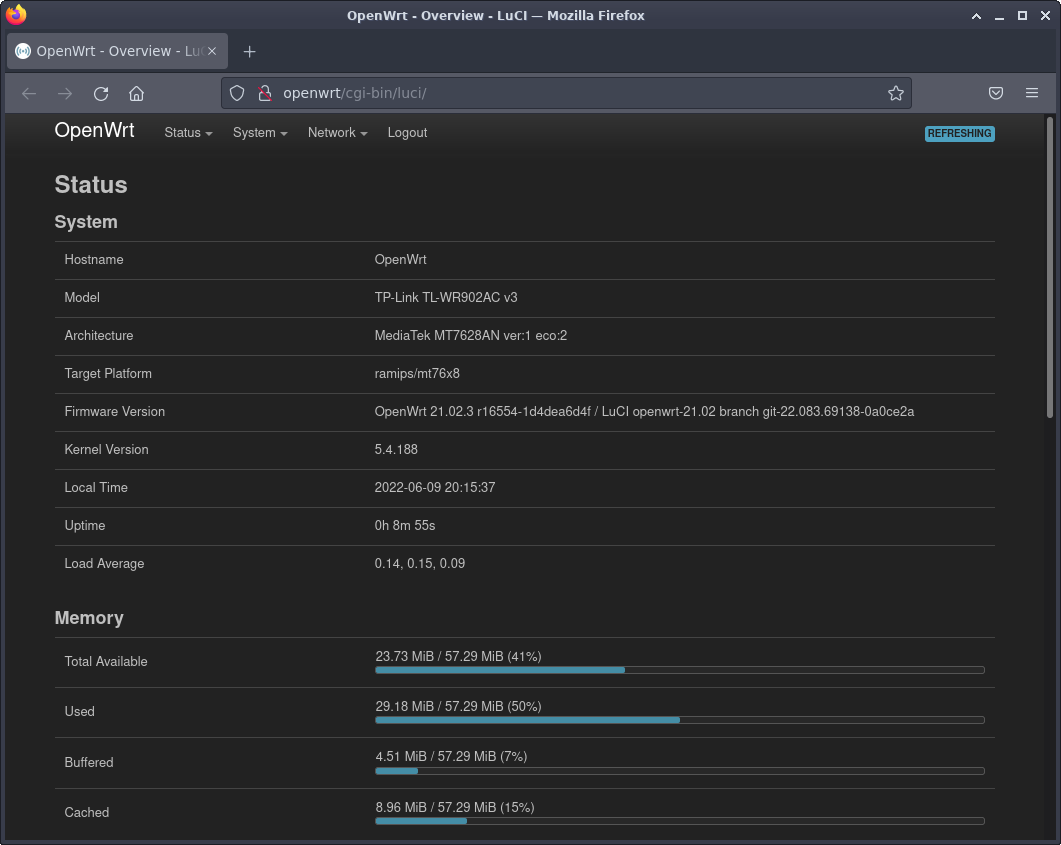 OpenWrt - Overview - LuCI — Mozilla Firefox
OpenWrt - Overview - Lu
openwrt/cgi-bin/luci/
OpenWrt Status System Network Logout REFRESHING
Status
System
Hostname OpenWrt
Model TP-Link TL-WR902AC v3
Architecture MediaTek MT7628AN ver:1 eco:2
Target Platform ramips/mt76x8
Firmware Version OpenWrt 21.02.3 r16554-1d4dea6d4f / LuCI openwrt-21.02 branch git-22.083.69138-0a0ce2a
Kernel Version 5.4.188
Local Time 2022-06-09 20:15:37
Uptime 0h 8m 55s
Load Average 0.14, 0.15, 0.09
Memory
Total Available 23.73 MiB / 57.29 MiB (41%)
Used 29.18 MiB / 57.29 MiB (50%)
Buffered 4.51 MiB / 57.29 MiB (7%)
Cached 8.96 MiB / 57.29 MiB (15%)